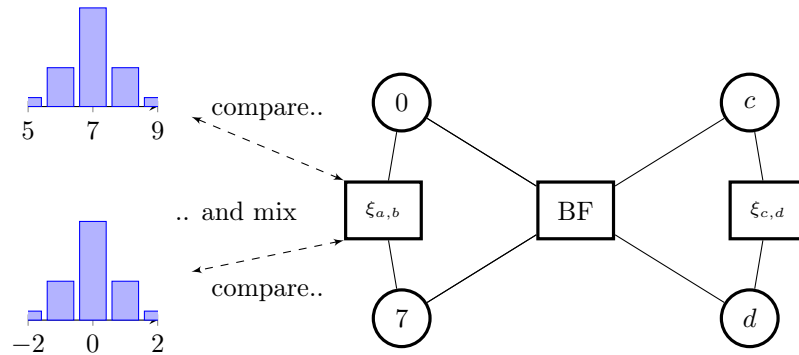 5 7 9
compare..
0
c
.. and mix
ξa,b
BF
ξc,d
compare..
−2 0 2
7
d